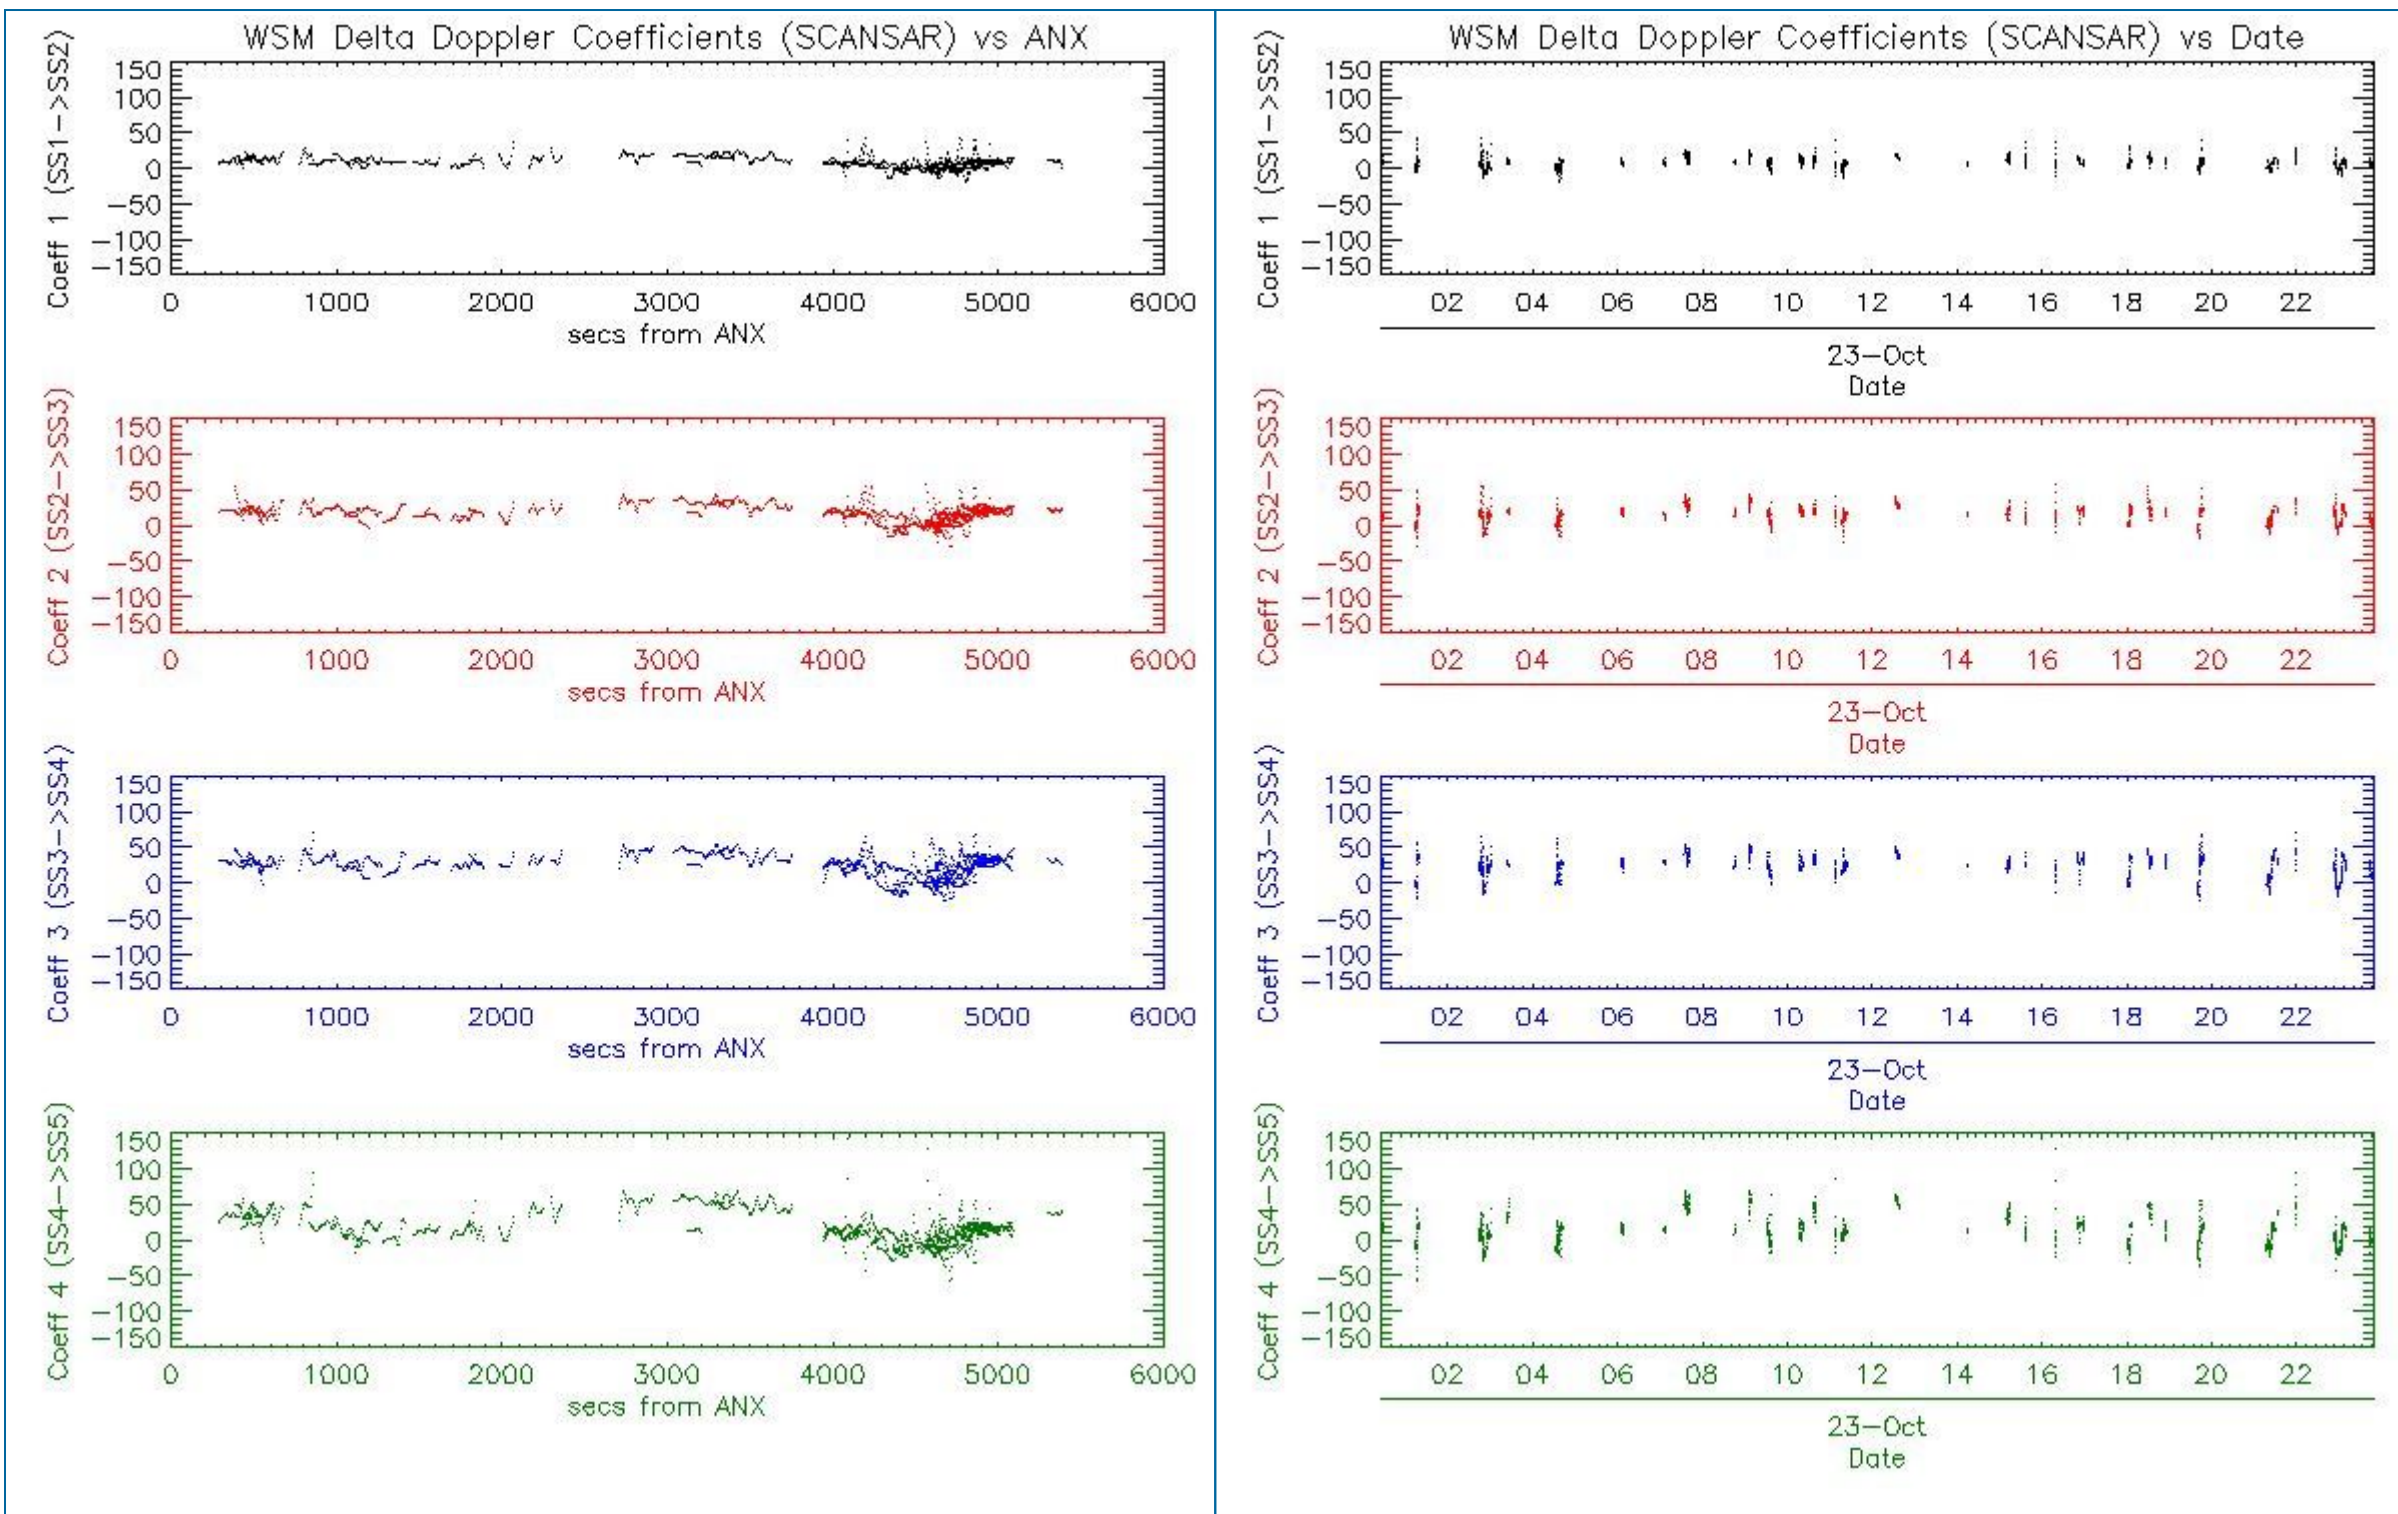 WSM Delta Doppler Coefficients (SCANSAR) vs ANX
Coeff 1 (SS1->SS2)
150
100
50
0
-50
-100
-150
0 1000 2000 3000 4000 5000 6000
secs from ANX
Coeff 2 (SS2->SS3)
150
100
50
0
-50
-100
-150
0 1000 2000 3000 4000 5000 6000
secs from ANX
Coeff 3 (SS3->SS4)
150
100
50
0
-50
-100
-150
0 1000 2000 3000 4000 5000 6000
secs from ANX
Coeff 4 (SS4->SS5)
150
100
50
0
-50
-100
-150
0 1000 2000 3000 4000 5000 6000
secs from ANX
WSM Delta Doppler Coefficients (SCANSAR) vs Date
Coeff 1 (SS1->SS2)
150
100
50
0
-50
-100
-150
02 04 06 08 10 12 14 16 18 20 22
23-Oct
Date
Coeff 2 (SS2->SS3)
150
100
50
0
-50
-100
-150
02 04 06 08 10 12 14 16 18 20 22
23-Oct
Date
Coeff 3 (SS3->SS4)
150
100
50
0
-50
-100
-150
02 04 06 08 10 12 14 16 18 20 22
23-Oct
Date
Coeff 4 (SS4->SS5)
150
100
50
0
-50
-100
-150
02 04 06 08 10 12 14 16 18 20 22
23-Oct
Date